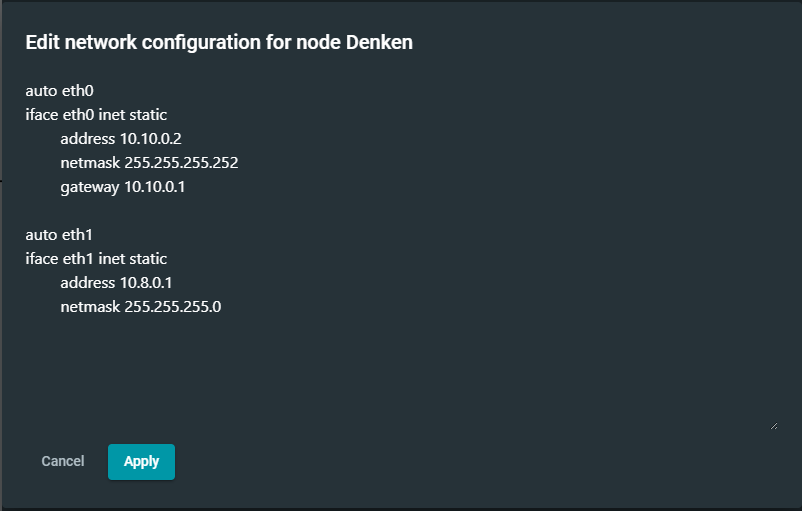 Edit network configuration for node Denken
auto eth0
iface eth0 inet static
address 10.10.0.2
netmask 255.255.255.252
gateway 10.10.0.1
auto eth1
iface eth1 inet static
address 10.8.0.1
netmask 255.255.255.0
Cancel Apply